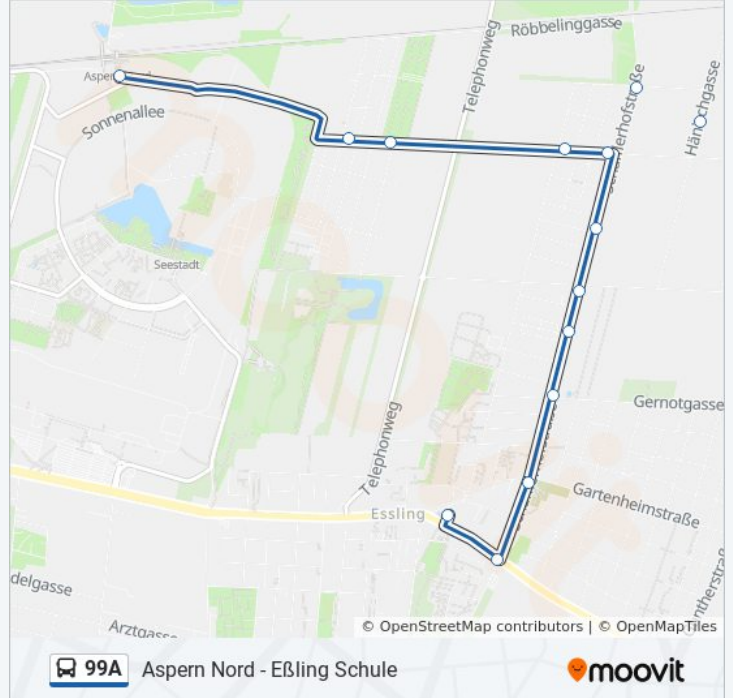 Röbbelinggasse
Telephonweg
Sonnenallee
Seestadt
Gernotgasse
Telephonweg
Gartenheimstraße
Essling
delgasse
Arztgasse
© OpenStreetMap contributors | © OpenMapTiles
99A Aspern Nord - Eßling Schule
moovit